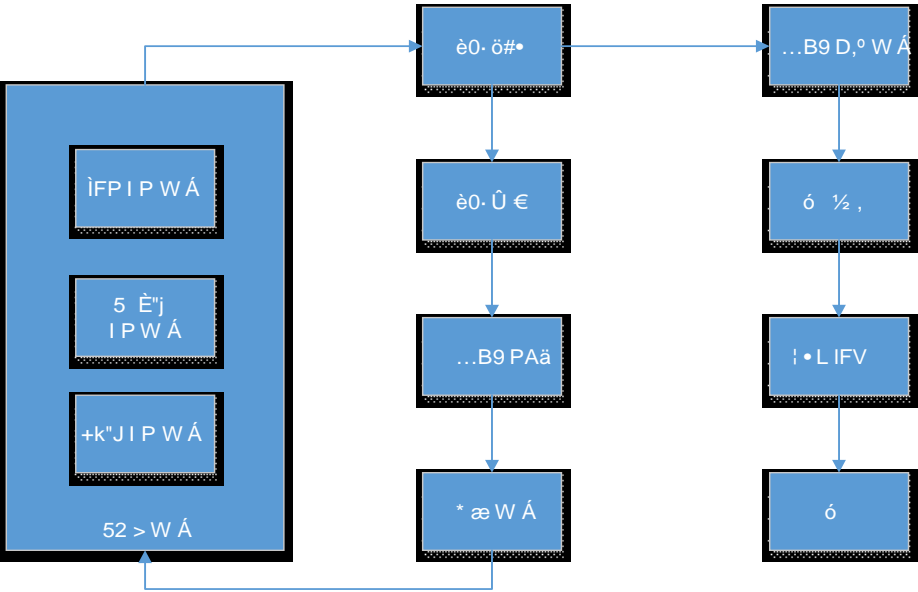 è0· ö#•
…B9 D,º W Á
ÌFP I P W Á
è0· Û €
ó ½ ,
5 È"j
I P W Á
…B9 PAä
¦ • L IFV
+k"J I P W Á
* æ W Á
ó
52 > W Á